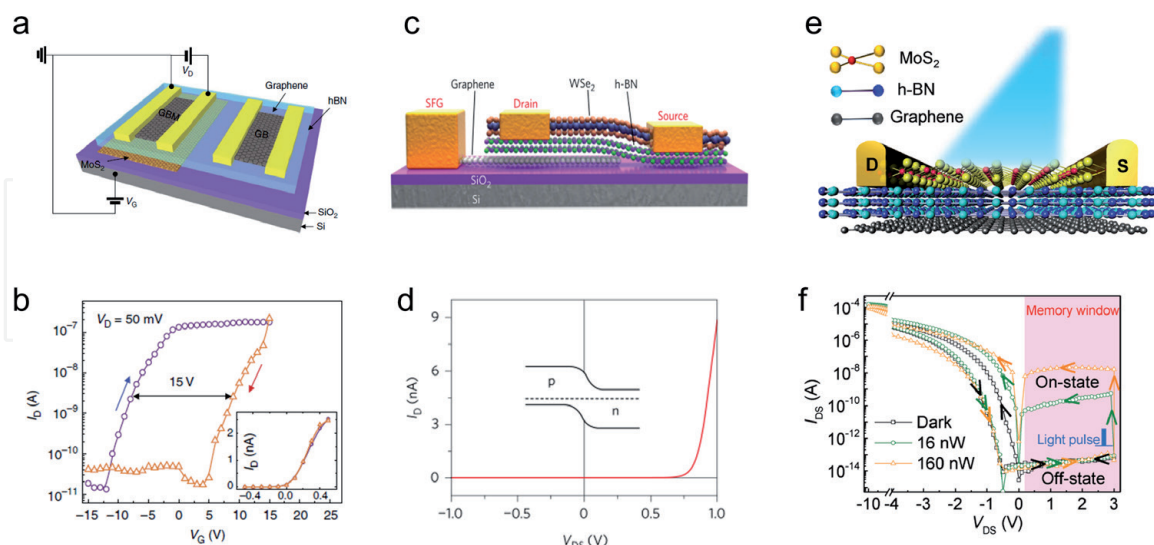 a
V_D
Graphene
hBN
GBM
GB
MoS₂
V_G
SiO₂
Si
b
V_D = 50 mV
15 V
I_D (A)
10⁻⁷
10⁻⁸
10⁻⁹
10⁻¹⁰
10⁻¹¹
−15 −10 −5 0 5 10 15 20 25
V_G (V)
I_D (nA)
2
1
0
−0.4 0.0 0.4
c
SFG
Graphene
Drain
WSe₂
h-BN
Source
SiO₂
Si
d
I_D (nA)
9
6
3
0
p
n
−1.0 −0.5 0 0.5 1.0
V_DS (V)
e
MoS₂
h-BN
Graphene
D
S
f
Memory window
On-state
Light pulse
Off-state
Dark
16 nW
160 nW
I_DS (A)
10⁻⁴
10⁻⁶
10⁻⁸
10⁻¹⁰
10⁻¹²
10⁻¹⁴
-10 -4 -3 -2 -1 0 1 2 3
V_DS (V)